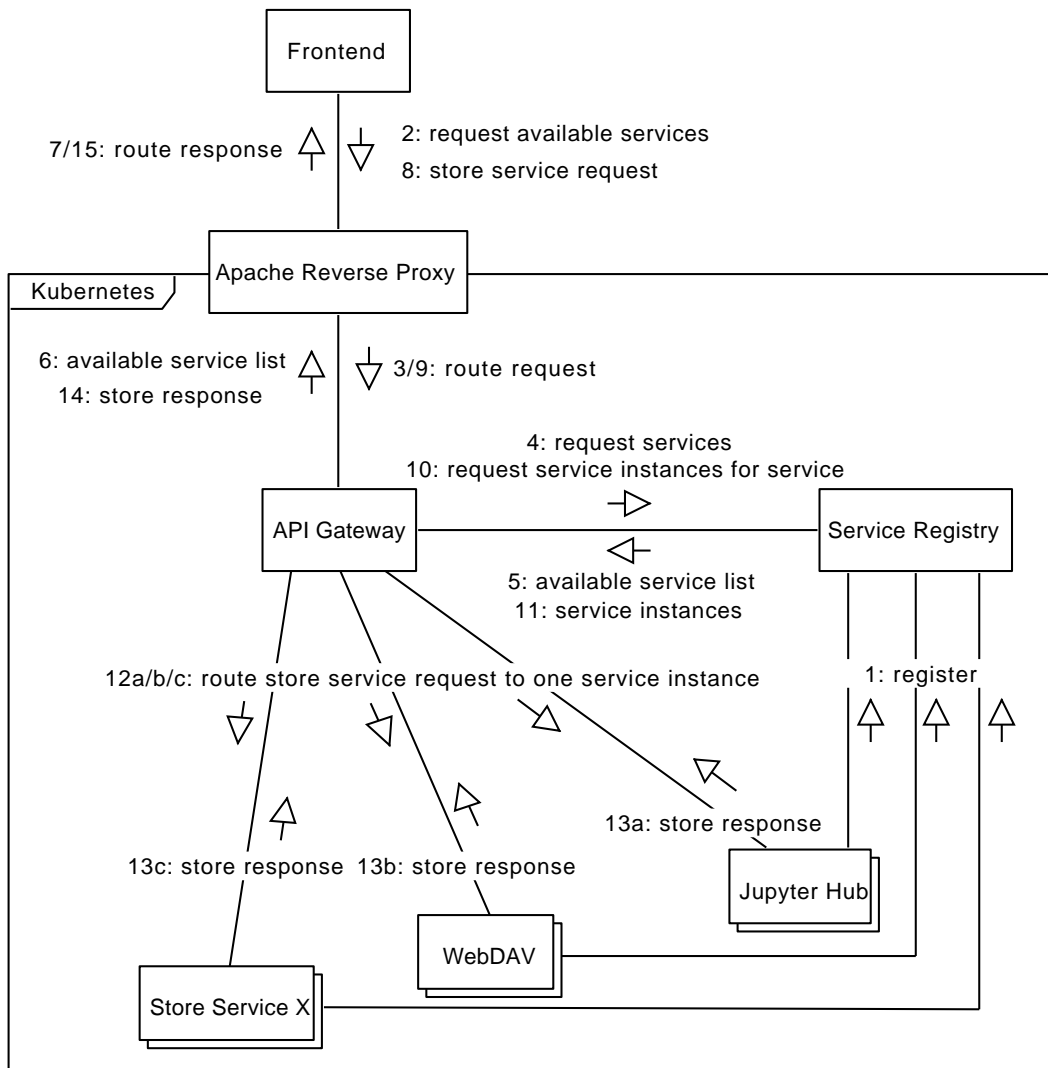 Frontend
7/15: route response
2: request available services
8: store service request
Apache Reverse Proxy
Kubernetes
6: available service list
14: store response
3/9: route request
4: request services
10: request service instances for service
API Gateway
Service Registry
5: available service list
11: service instances
12a/b/c: route store service request to one service instance
1: register
13a: store response
13c: store response
13b: store response
Jupyter Hub
WebDAV
Store Service X